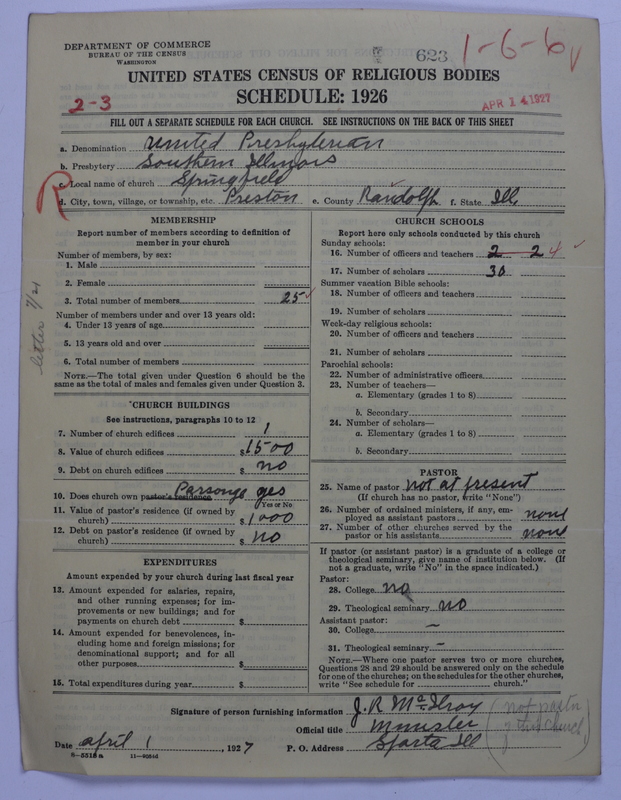 DEPARTMENT OF COMMERCE
BUREAU OF THE CENSUS
WASHINGTON
623
1-6-6
UNITED STATES CENSUS OF RELIGIOUS BODIES
SCHEDULE: 1926
2-3
APR 14 1927
FILL OUT A SEPARATE SCHEDULE FOR EACH CHURCH. SEE INSTRUCTIONS ON THE BACK OF THIS SHEET
a. Denomination United Presbyterian
b. Presbytery Southern Illinois
c. Local name of church Springfield
R
d. City, town, village, or township, etc. Preston e. County Randolph f. State Ill
MEMBERSHIP
Report number of members according to definition of
member in your church
Number of members, by sex:
1. Male
2. Female
3. Total number of members 25
Number of members under and over 13 years old:
4. Under 13 years of age
5. 13 years old and over
6. Total number of members
NOTE.—The total given under Question 6 should be the
same as the total of males and females given under Question 3.
letter 7/21
CHURCH BUILDINGS
See instructions, paragraphs 10 to 12
7. Number of church edifices 1
8. Value of church edifices $1500
9. Debt on church edifices $ no
10. Does church own pastor's residence Parsonge yes
Yes or No
11. Value of pastor's residence (if owned by
church) $1000
12. Debt on pastor's residence (if owned by
church) $ no
EXPENDITURES
Amount expended by your church during last fiscal year
13. Amount expended for salaries, repairs,
and other running expenses; for im-
provements or new buildings; and for
payments on church debt $
14. Amount expended for benevolences, in-
cluding home and foreign missions; for
denominational support; and for all
other purposes $
15. Total expenditures during year $
CHURCH SCHOOLS
Report here only schools conducted by this church
Sunday schools:
16. Number of officers and teachers 2 2 4
17. Number of scholars 30
Summer vacation Bible schools:
18. Number of officers and teachers
19. Number of scholars
Week-day religious schools:
20. Number of officers and teachers
21. Number of scholars
Parochial schools:
22. Number of administrative officers
23. Number of teachers—
a. Elementary (grades 1 to 8)
b. Secondary
24. Number of scholars—
a. Elementary (grades 1 to 8)
b. Secondary
PASTOR
25. Name of pastor not at present
(If church has no pastor, write "None")
26. Number of ordained ministers, if any, em-
ployed as assistant pastors none
27. Number of other churches served by the
pastor or his assistants none
If pastor (or assistant pastor) is a graduate of a college or
theological seminary, give name of institution below. (If
not a graduate, write "No" in the space indicated.)
Pastor:
28. College no
29. Theological seminary no
Assistant pastor:
30. College –
31. Theological seminary –
NOTE.—Where one pastor serves two or more churches,
Questions 28 and 29 should be answered only on the schedule
for one of the churches; on the schedules for the other churches,
write "See schedule for church."
Signature of person furnishing information J. R. McIlroy
Official title Minister (not pastor
of this church)
Date April 1, 1927 P. O. Address Sparta Ill
8-5518a